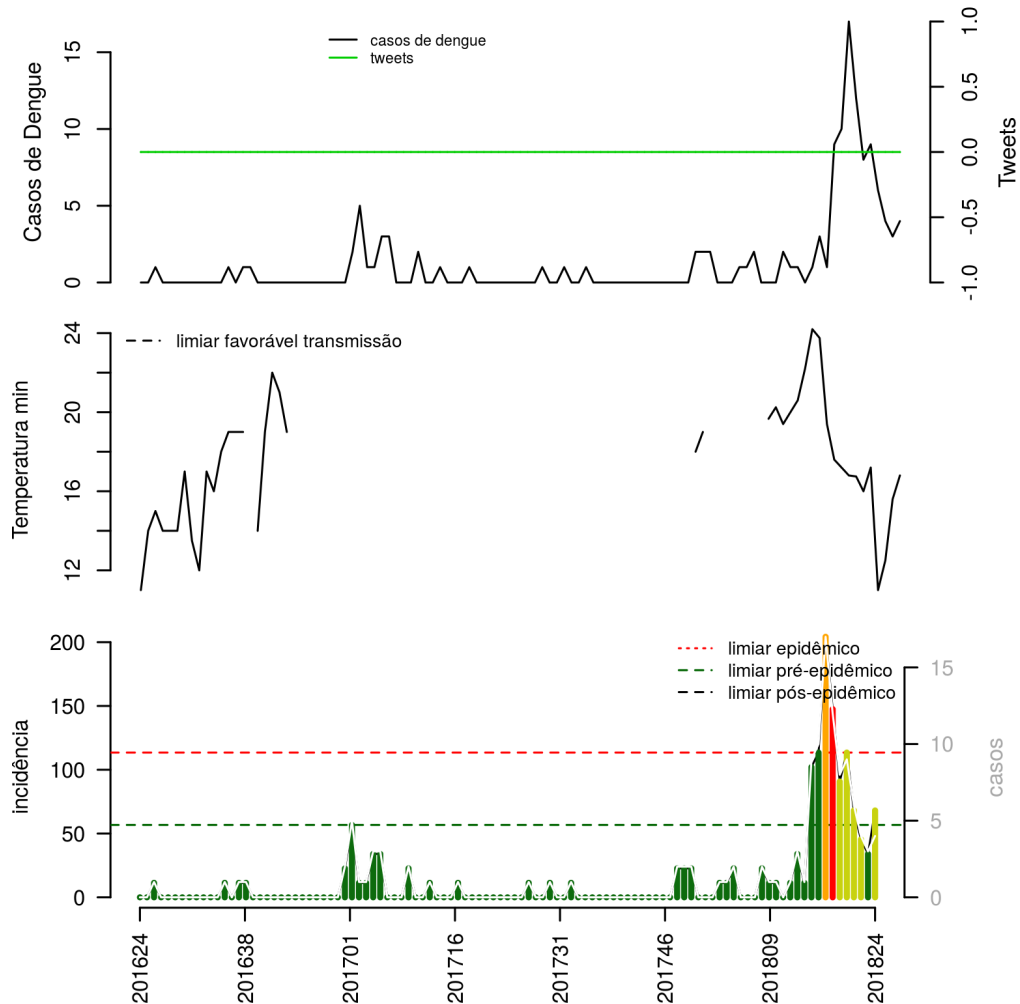 casos de dengue
tweets
Casos de Dengue
0
5
10
15
Tweets
-1.0
-0.5
0.0
0.5
1.0
limiar favorável transmissão
Temperatura min
12
16
20
24
limiar epidêmico
limiar pré-epidêmico
limiar pós-epidêmico
incidência
0
50
100
150
200
casos
0
5
10
15
201624
201638
201701
201716
201731
201746
201809
201824